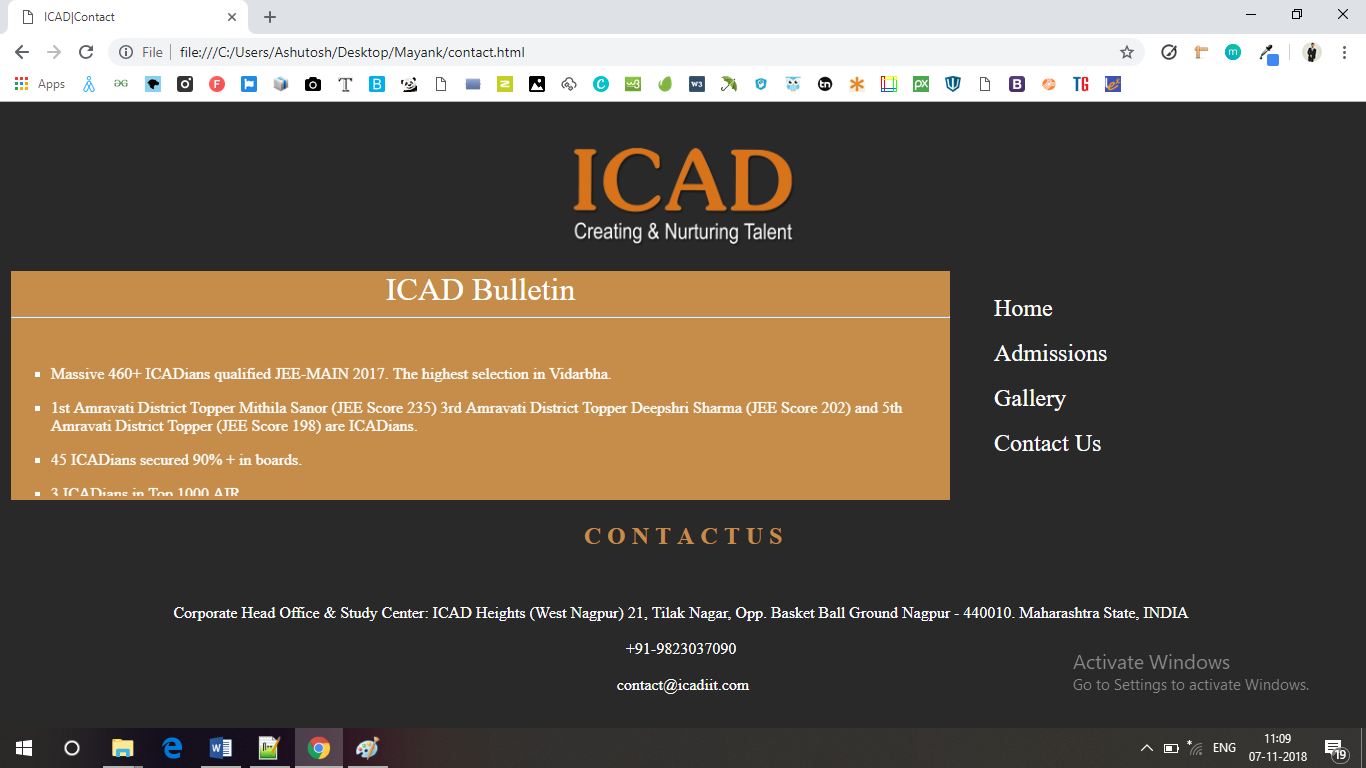 ICAD|Contact
File
file:///C:/Users/Ashutosh/Desktop/Mayank/contact.html
Apps
ICAD
Creating & Nurturing Talent
ICAD Bulletin
Massive 460+ ICADians qualified JEE-MAIN 2017. The highest selection in Vidarbha.
1st Amravati District Topper Mithila Sanor (JEE Score 235) 3rd Amravati District Topper Deepshri Sharma (JEE Score 202) and 5th
Amravati District Topper (JEE Score 198) are ICADians.
45 ICADians secured 90% + in boards.
3 ICADians in Top 1000 AIR
Home
Admissions
Gallery
Contact Us
C O N T A C T U S
Corporate Head Office & Study Center: ICAD Heights (West Nagpur) 21, Tilak Nagar, Opp. Basket Ball Ground Nagpur - 440010. Maharashtra State, INDIA
+91-9823037090
contact@icadiit.com
Activate Windows
Go to Settings to activate Windows.
ENG
11:09
07-11-2018
19